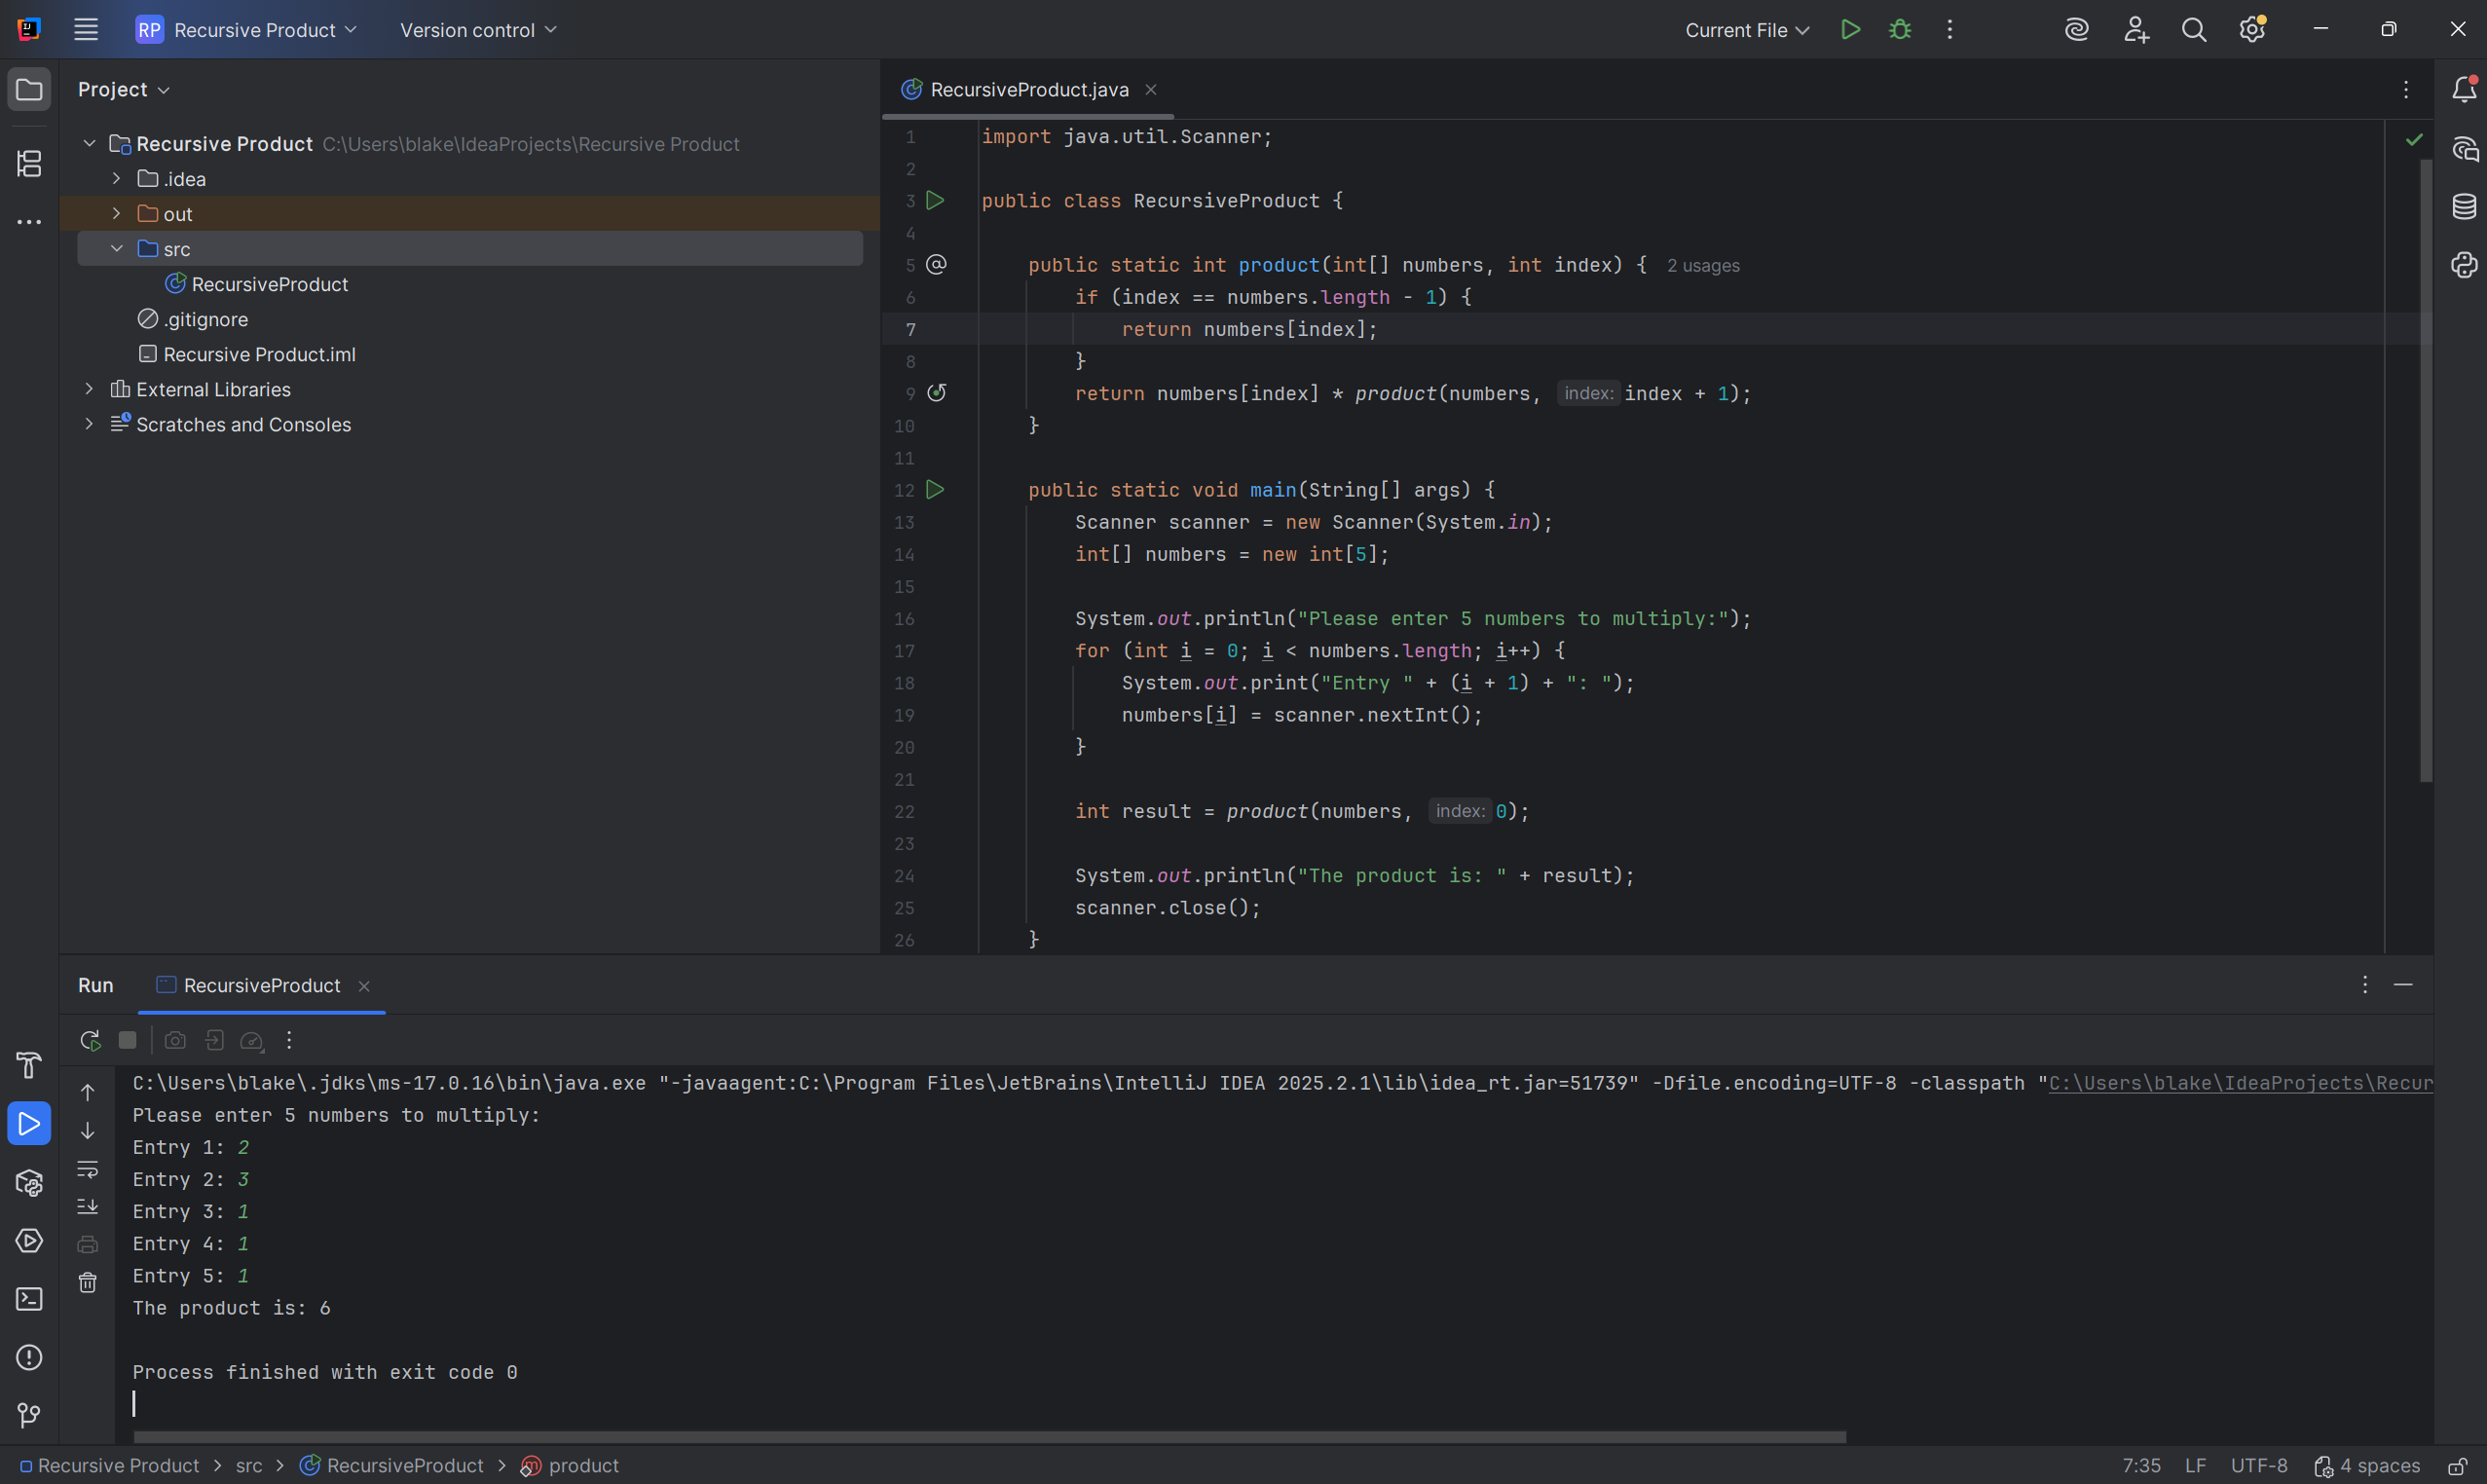 RP Recursive Product Version control Current File
Project
RecursiveProduct.java
Recursive Product C:\Users\blake\IdeaProjects\Recursive Product
.idea
out
src
RecursiveProduct
.gitignore
Recursive Product.iml
External Libraries
Scratches and Consoles
1 import java.util.Scanner;
2
3 public class RecursiveProduct {
4
5 public static int product(int[] numbers, int index) { 2 usages
6 if (index == numbers.length - 1) {
7 return numbers[index];
8 }
9 return numbers[index] * product(numbers, index: index + 1);
10 }
11
12 public static void main(String[] args) {
13 Scanner scanner = new Scanner(System.in);
14 int[] numbers = new int[5];
15
16 System.out.println("Please enter 5 numbers to multiply:");
17 for (int i = 0; i < numbers.length; i++) {
18 System.out.print("Entry " + (i + 1) + ": ");
19 numbers[i] = scanner.nextInt();
20 }
21
22 int result = product(numbers, index: 0);
23
24 System.out.println("The product is: " + result);
25 scanner.close();
26 }
Run RecursiveProduct
C:\Users\blake\.jdks\ms-17.0.16\bin\java.exe "-javaagent:C:\Program Files\JetBrains\IntelliJ IDEA 2025.2.1\lib\idea_rt.jar=51739" -Dfile.encoding=UTF-8 -classpath "C:\Users\blake\IdeaProjects\Recur
Please enter 5 numbers to multiply:
Entry 1: 2
Entry 2: 3
Entry 3: 1
Entry 4: 1
Entry 5: 1
The product is: 6
Process finished with exit code 0
Recursive Product > src > RecursiveProduct > product 7:35 LF UTF-8 4 spaces